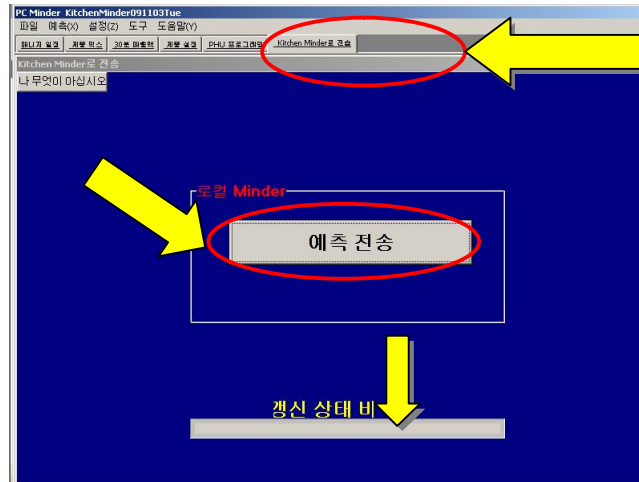 PC Minder KitchenMinder091103Tue
파일 예측(X) 설정(Z) 도구 도움말(Y)
매니저 일정 제품 믹스 30분 매출액 제품 설정 PHU 프로그래밍 Kitchen Minder로 전송
Kitchen Minder로 전송
나 무엇이 아십시오
로컬 Minder
예측 전송
갱신 상태 비